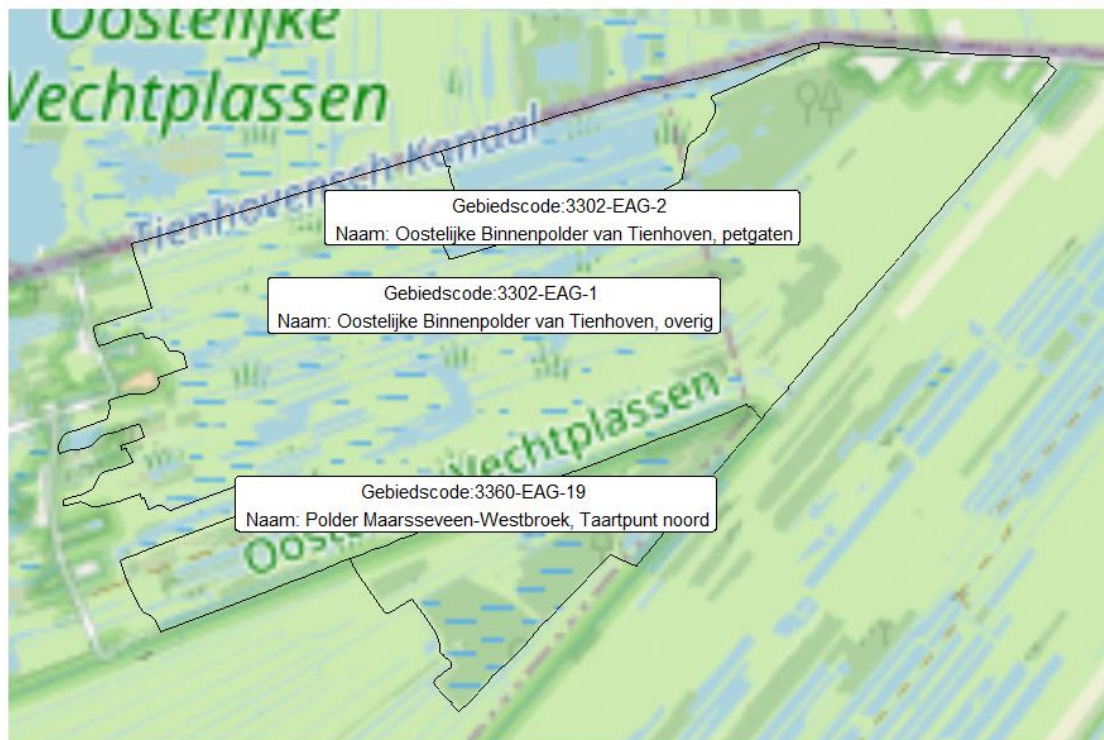 Oostelijke
Vechtplassen
Tienhovensch Kanaal
Gebiedscode:3302-EAG-2
Naam: Oostelijke Binnenpolder van Tienhoven, petgaten
Gebiedscode:3302-EAG-1
Naam: Oostelijke Binnenpolder van Tienhoven, overig
Vechtplassen
Gebiedscode:3360-EAG-19
Naam: Polder Maarsseveen-Westbroek, Taartpunt noord